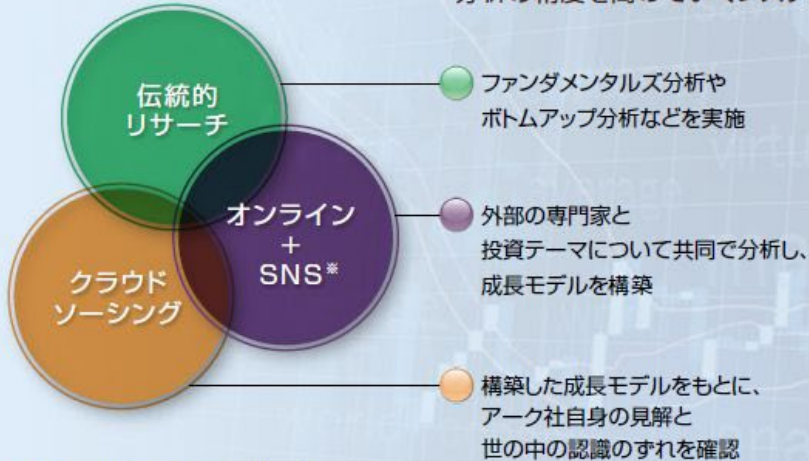 伝統的
リサーチ
ファンダメンタルズ分析や
ボトムアップ分析などを実施
オンライン
+
SNS※
外部の専門家と
投資テーマについて共同で分析し、
成長モデルを構築
クラウド
ソーシング
構築した成長モデルをもとに、
アーク社自身の見解と
世の中の認識のずれを確認